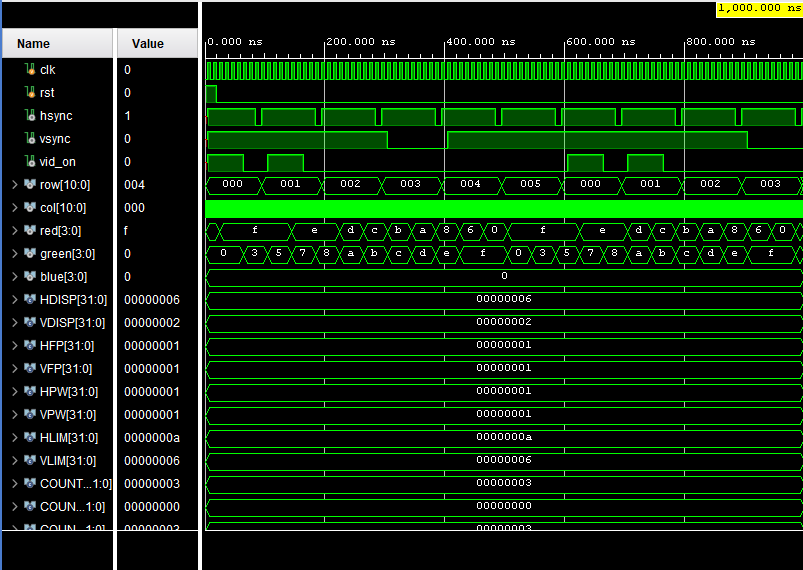 1,000.000 ns
Name Value
0.000 ns 200.000 ns 400.000 ns 600.000 ns 800.000 ns
clk 0
rst 0
hsync 1
vsync 0
vid_on 0
row[10:0] 004 000 001 002 003 004 005 000 001 002 003
col[10:0] 000
red[3:0] f f e d c b a 8 6 0 f e d c b a 8 6 0
green[3:0] 0 0 3 5 7 8 a b c d e f 0 3 5 7 8 a b c d e f
blue[3:0] 0 0
HDISP[31:0] 00000006 00000006
VDISP[31:0] 00000002 00000002
HFP[31:0] 00000001 00000001
VFP[31:0] 00000001 00000001
HPW[31:0] 00000001 00000001
VPW[31:0] 00000001 00000001
HLIM[31:0] 0000000a 0000000a
VLIM[31:0] 00000006 00000006
COUNT...1:0] 00000003 00000003
COUN...1:0] 00000000 00000000
COUN...1:0] 00000003 00000003